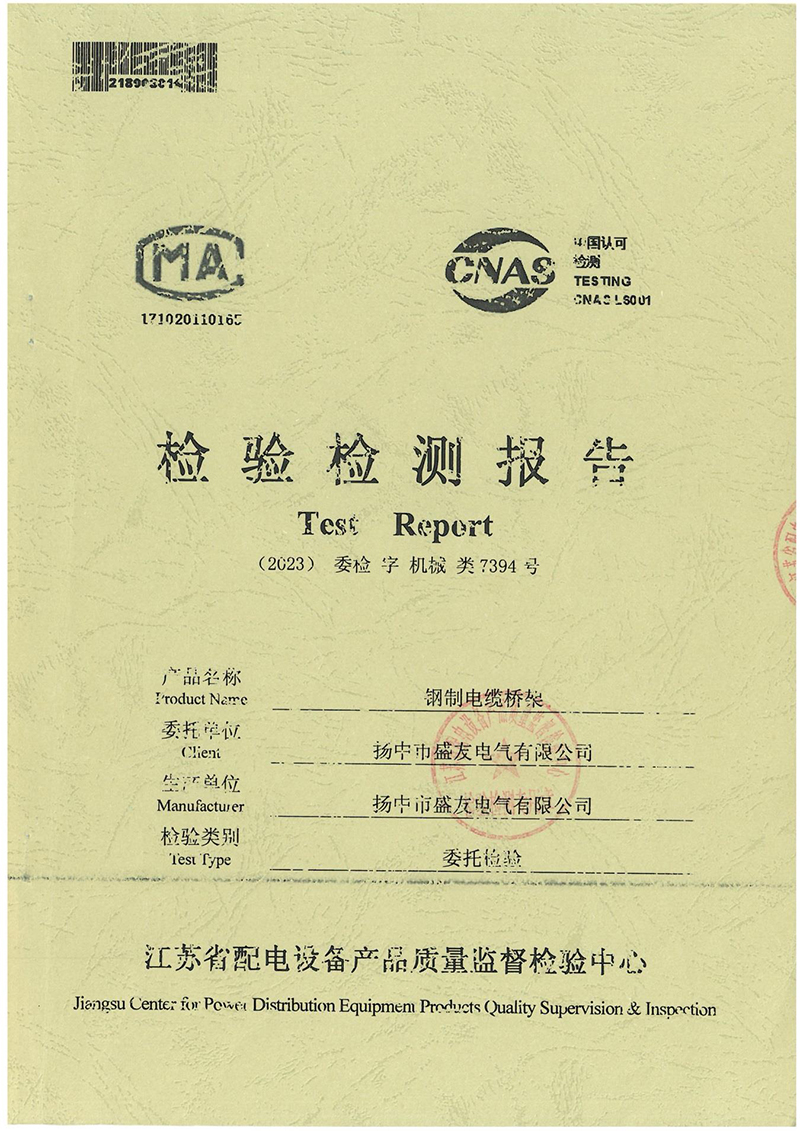 MA
171020110165
CNAS
中国认可
检测
TESTING
CNAS L6001
检验检测报告
Test Report
(2023) 委检 字 机械 类7394 号
产品名称
Product Name
钢制电缆桥架
委托单位
Client
扬中市盛友电气有限公司
生产单位
Manufacturer
扬中市盛友电气有限公司
检验类别
Test Type
委托检验
江苏省配电设备产品质量监督检验中心
Jiangsu Center for Power Distribution Equipment Products Quality Supervision & Inspection